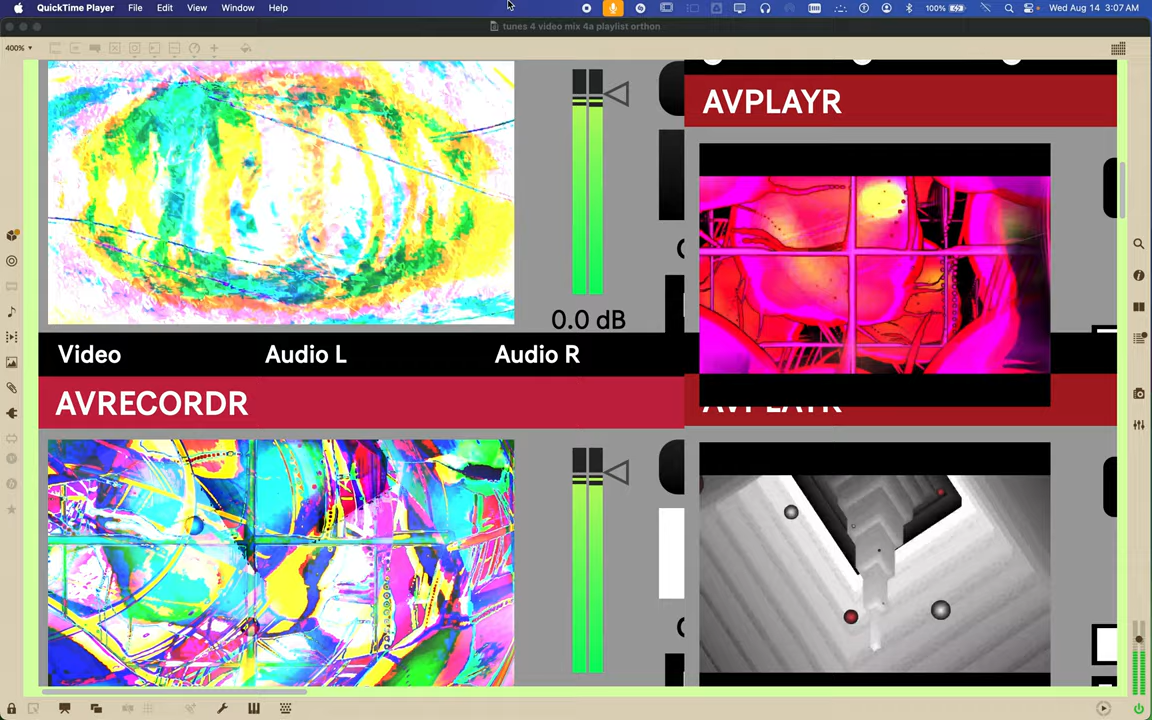 QuickTime Player File Edit View Window Help 100% Wed Aug 14 3:07 AM
tunes 4 video mix 4a playlist orthon
400%
AVPLAYR
0.0 dB
Video Audio L Audio R
AVRECORDR
AVPLAYR